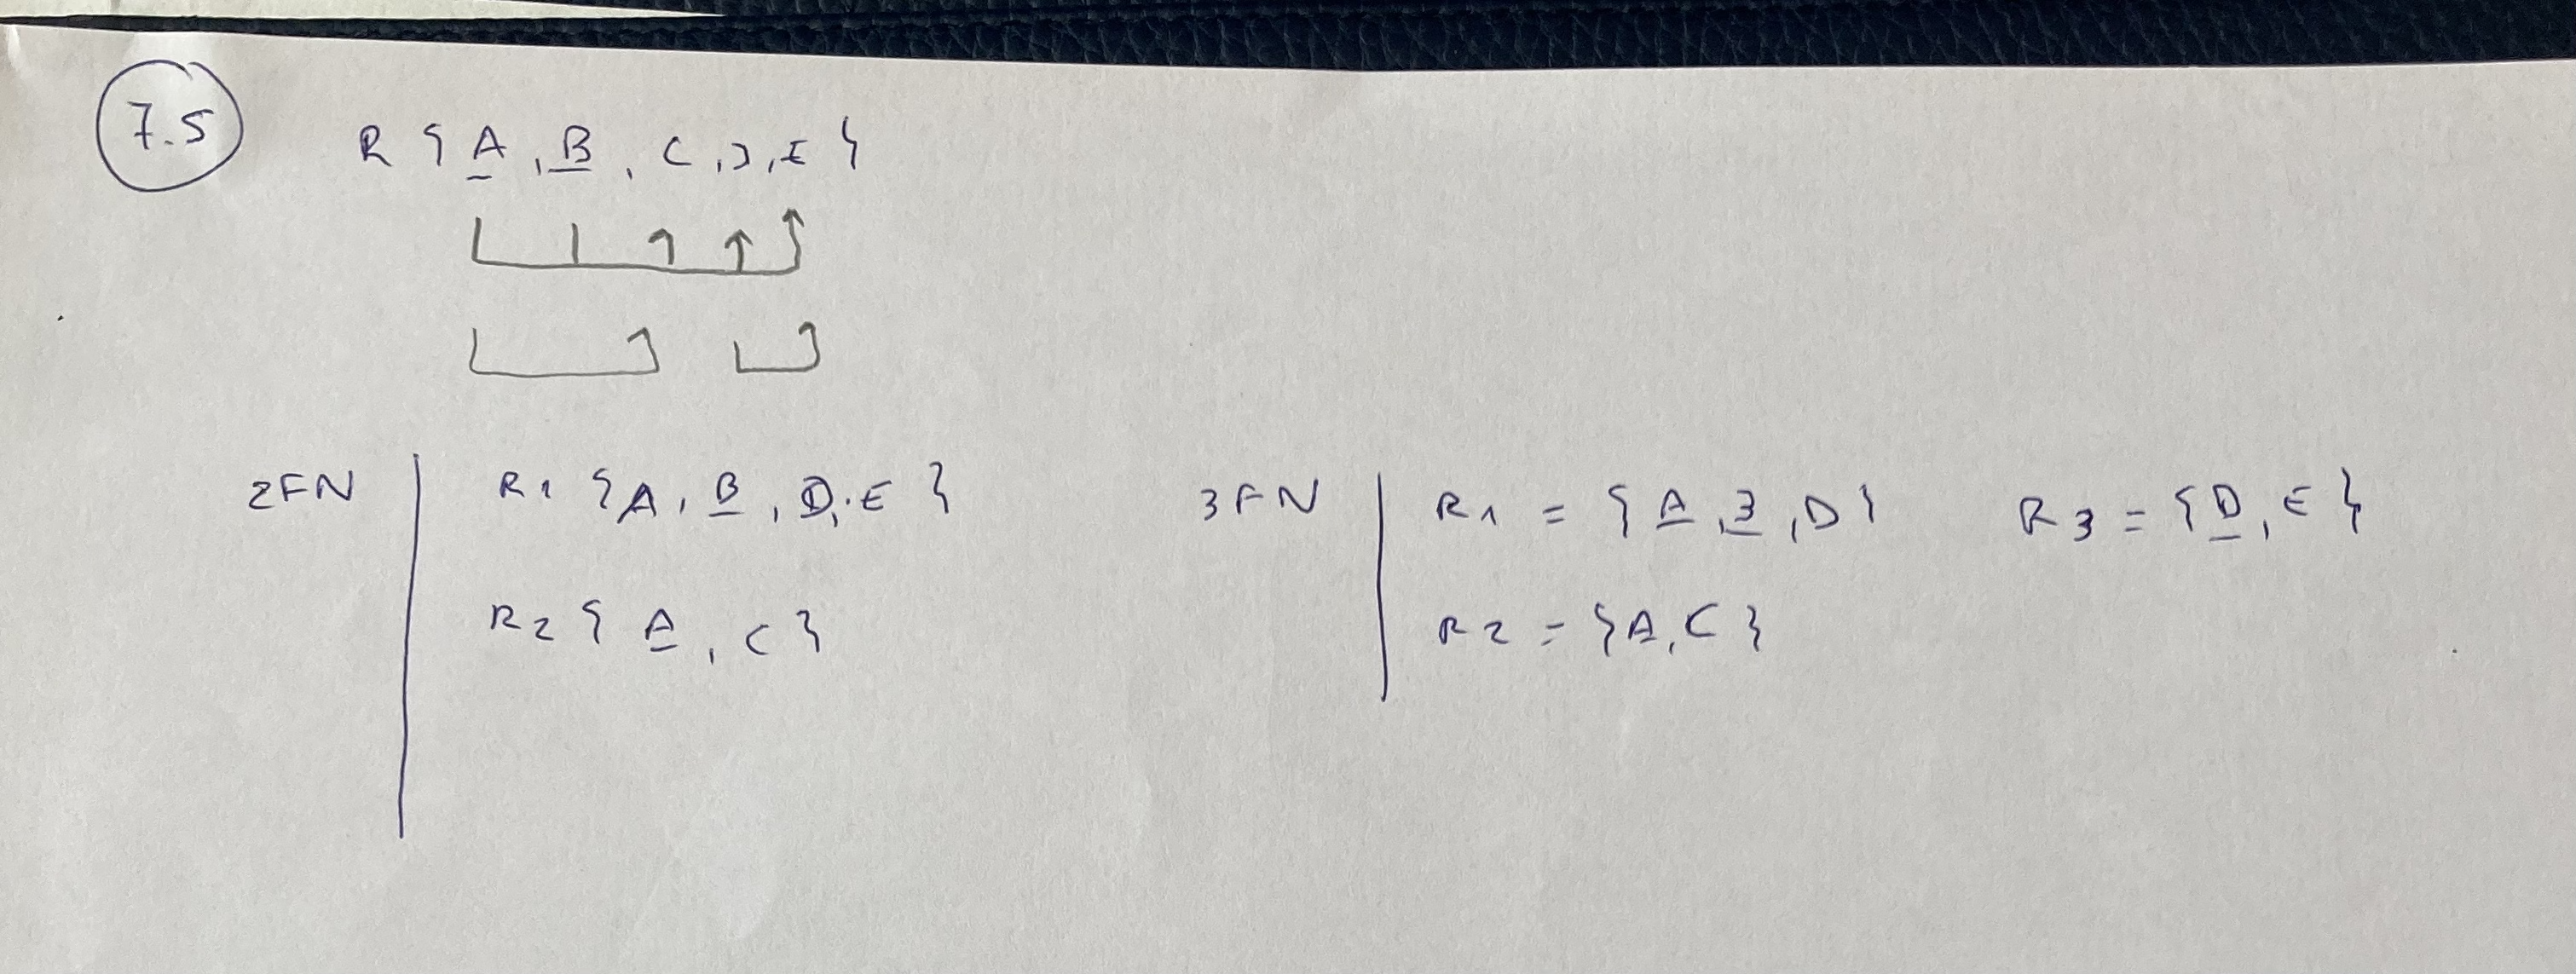 7.5 R { A, B, C, D, E }
2FN R1 { A, B, D, E }
R2 { A, C }
3FN R1 = { A, B, D } R3 = { D, E }
R2 = { A, C }